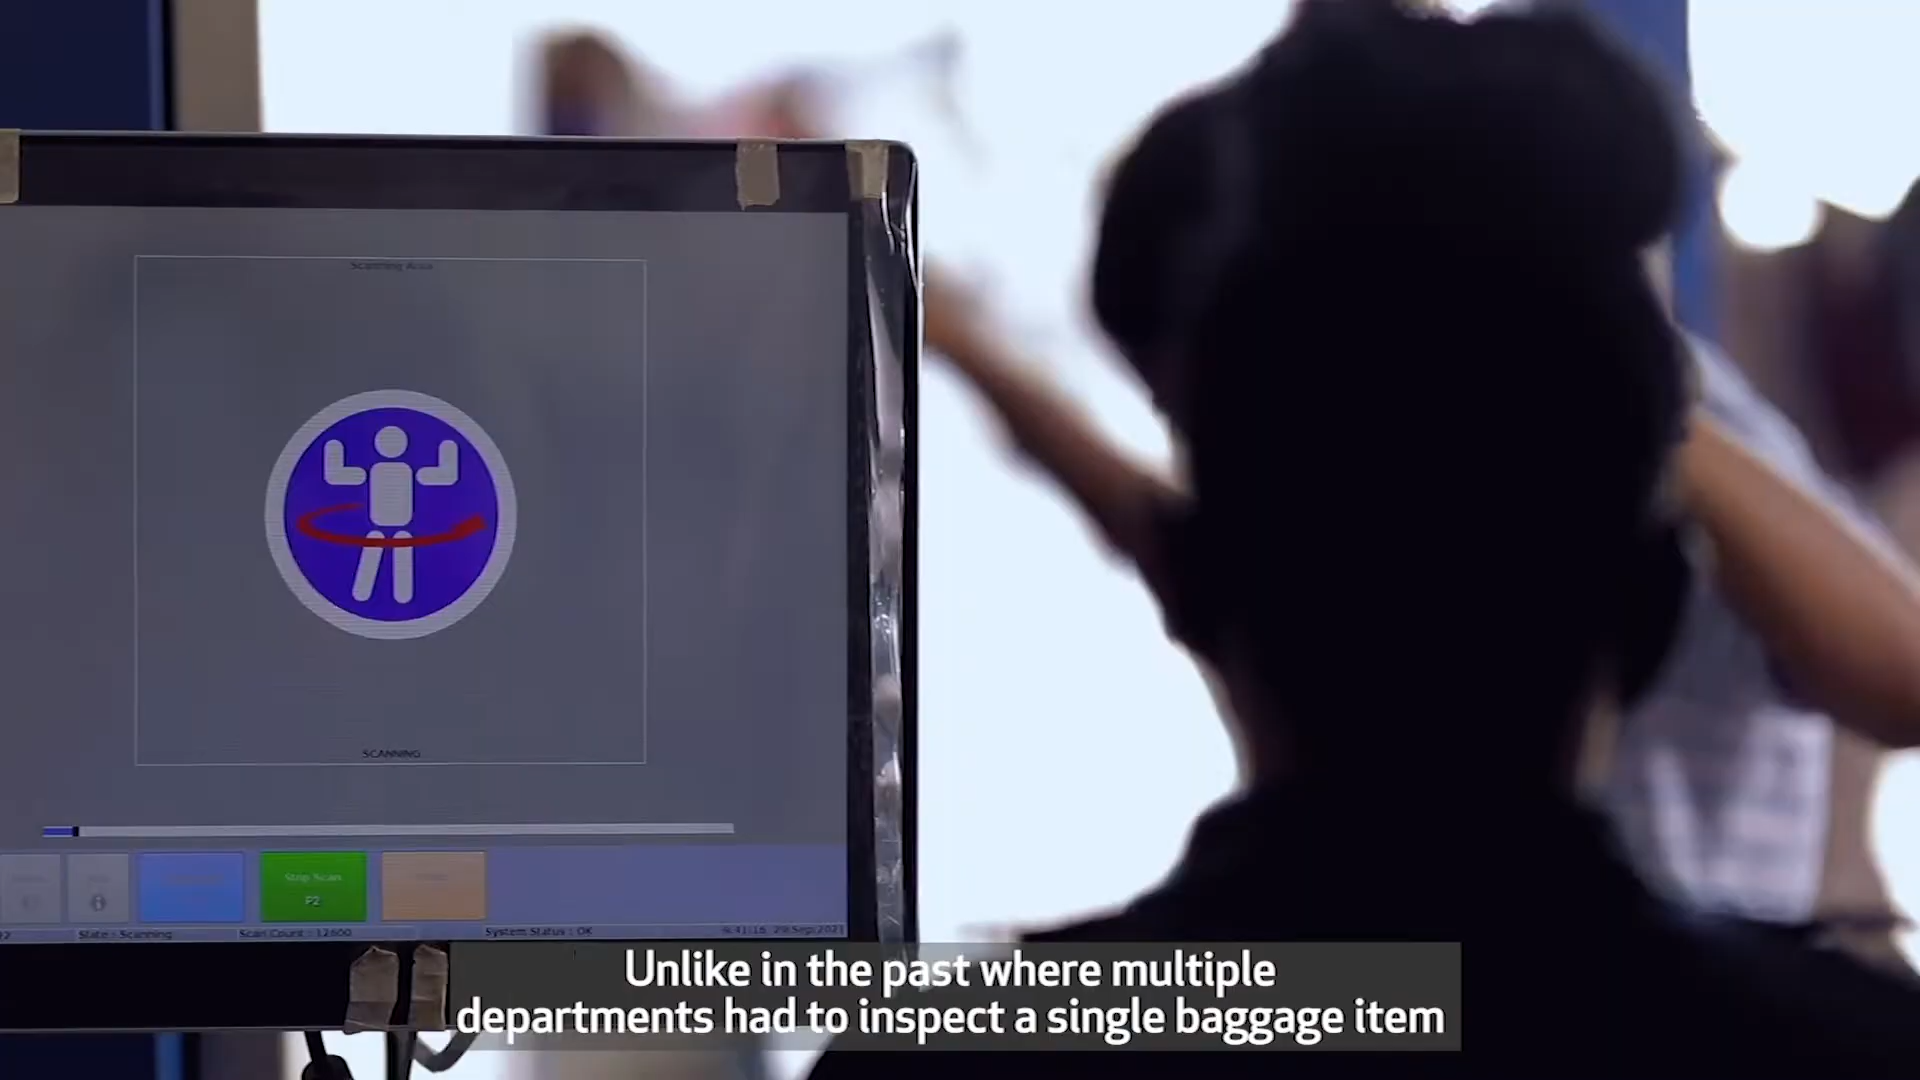 Scanning Area
SCANNING
Stop Scan
F2
State : Scanning
Scan Count : 12600
System Status : OK
Unlike in the past where multiple
departments had to inspect a single baggage item